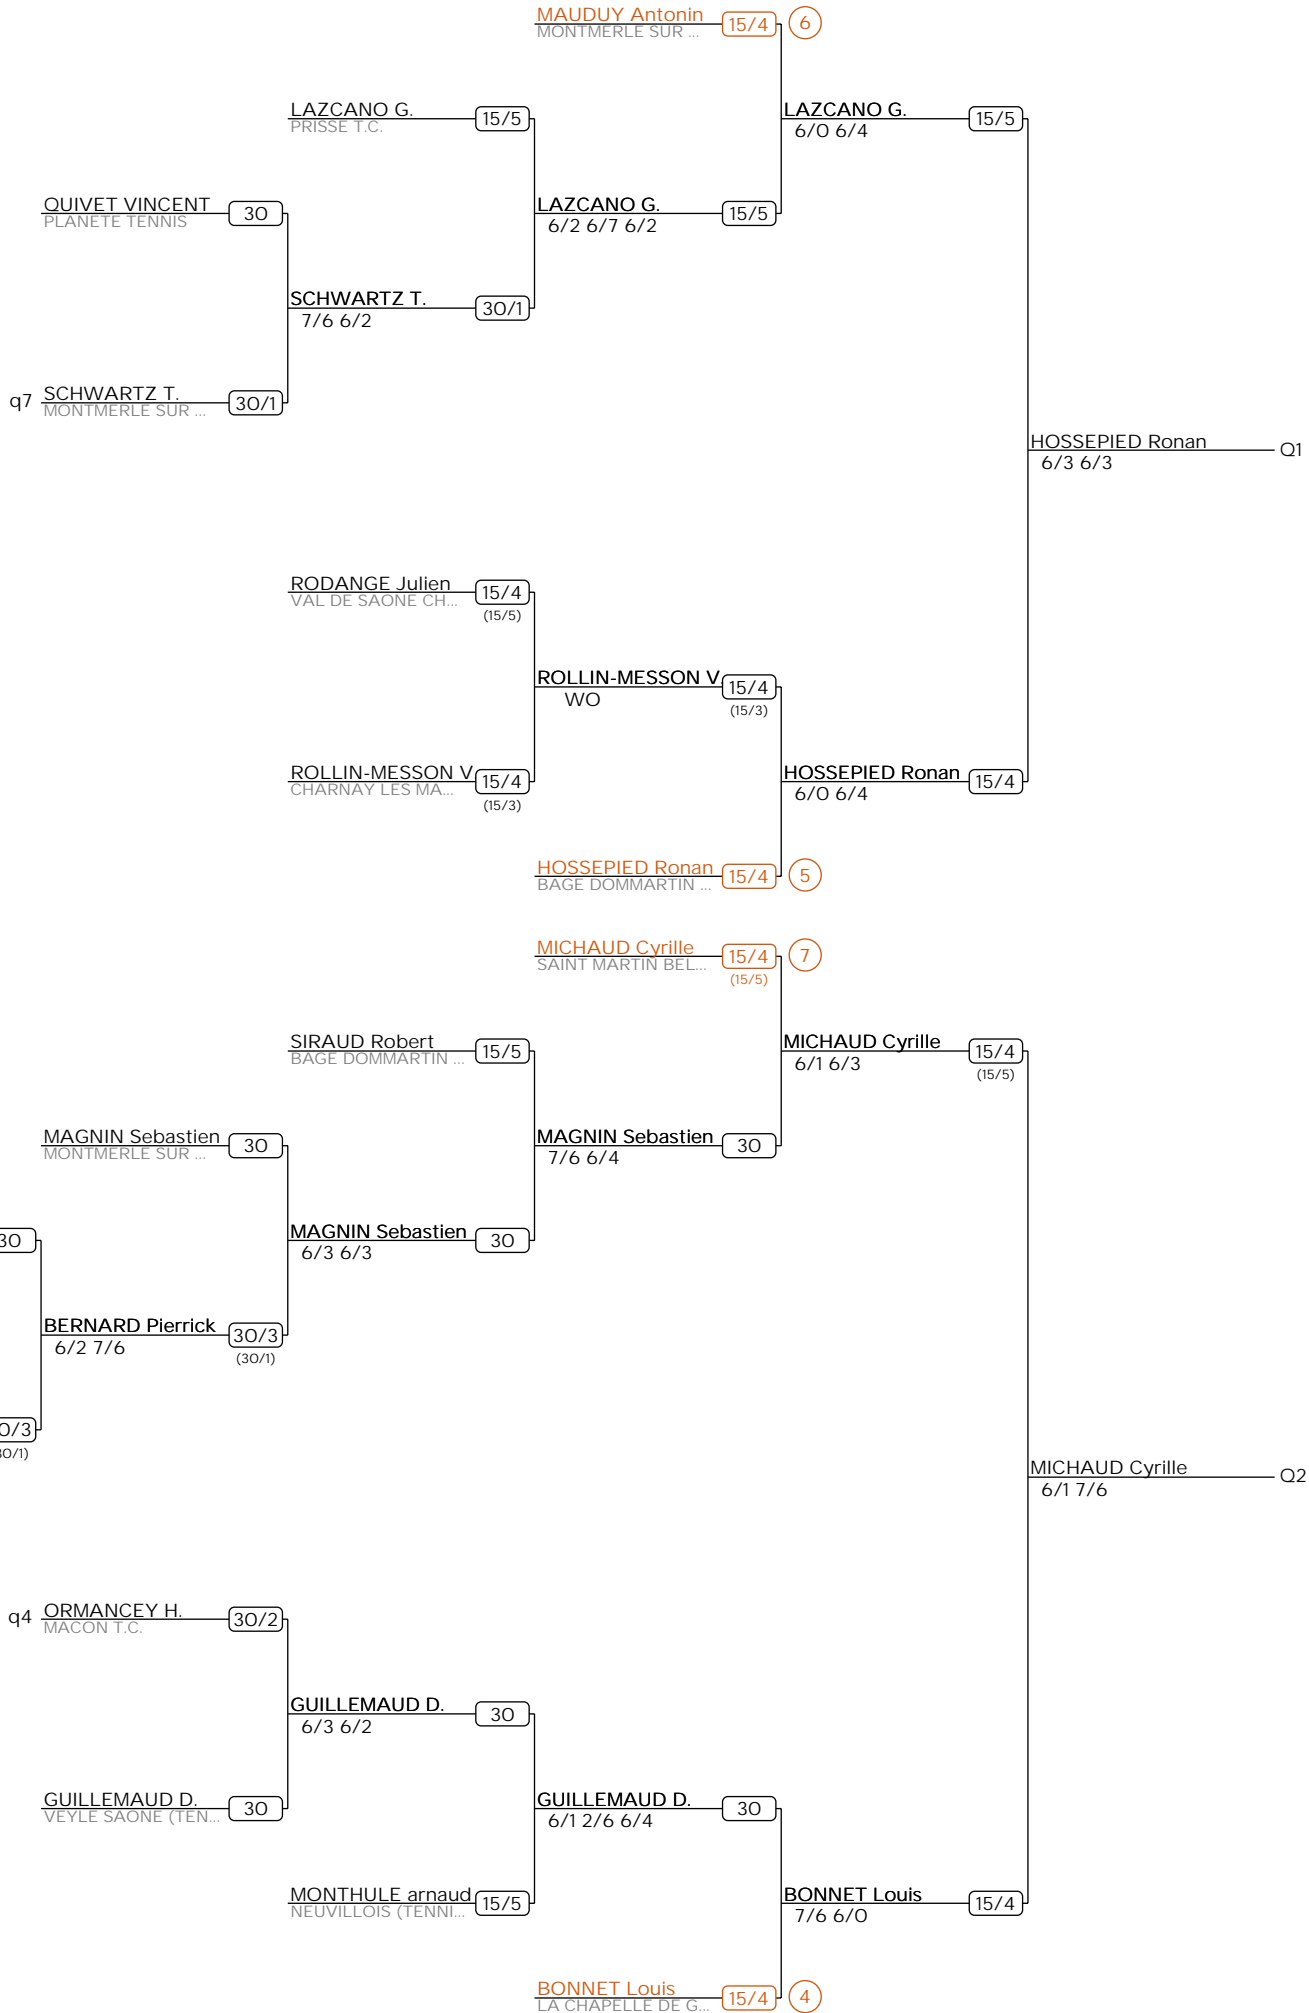 MAUDUY Antonin
MONTMERLE SUR ...
15/4
6
LAZCANO G.
PRISSE T.C.
15/5
LAZCANO G.
6/0 6/4
15/5
QUIVET VINCENT
PLANETE TENNIS
30
LAZCANO G.
6/2 6/7 6/2
15/5
SCHWARTZ T.
7/6 6/2
30/1
q7
SCHWARTZ T.
MONTMERLE SUR ...
30/1
HOSSEPIED Ronan
6/3 6/3
Q1
RODANGE Julien
VAL DE SAONE CH...
15/4
(15/5)
ROLLIN-MESSON V.
WO
15/4
(15/3)
ROLLIN-MESSON V
CHARNAY LES MA...
15/4
(15/3)
HOSSEPIED Ronan
6/0 6/4
15/4
HOSSEPIED Ronan
BAGE DOMMARTIN ...
15/4
5
MICHAUD Cyrille
SAINT MARTIN BEL...
15/4
(15/5)
7
SIRAUD Robert
BAGE DOMMARTIN ...
15/5
MICHAUD Cyrille
6/1 6/3
15/4
(15/5)
MAGNIN Sebastien
MONTMERLE SUR ...
30
MAGNIN Sebastien
7/6 6/4
30
30
MAGNIN Sebastien
6/3 6/3
30
BERNARD Pierrick
6/2 7/6
30/3
(30/1)
0/3
30/1)
MICHAUD Cyrille
6/1 7/6
Q2
q4
ORMANCEY H.
MACON T.C.
30/2
GUILLEMAUD D.
6/3 6/2
30
GUILLEMAUD D.
VEYLE SAONE (TEN...
30
GUILLEMAUD D.
6/1 2/6 6/4
30
MONTHULE arnaud
NEUVILLOIS (TENNI...
15/5
BONNET Louis
7/6 6/0
15/4
BONNET Louis
LA CHAPELLE DE G...
15/4
4